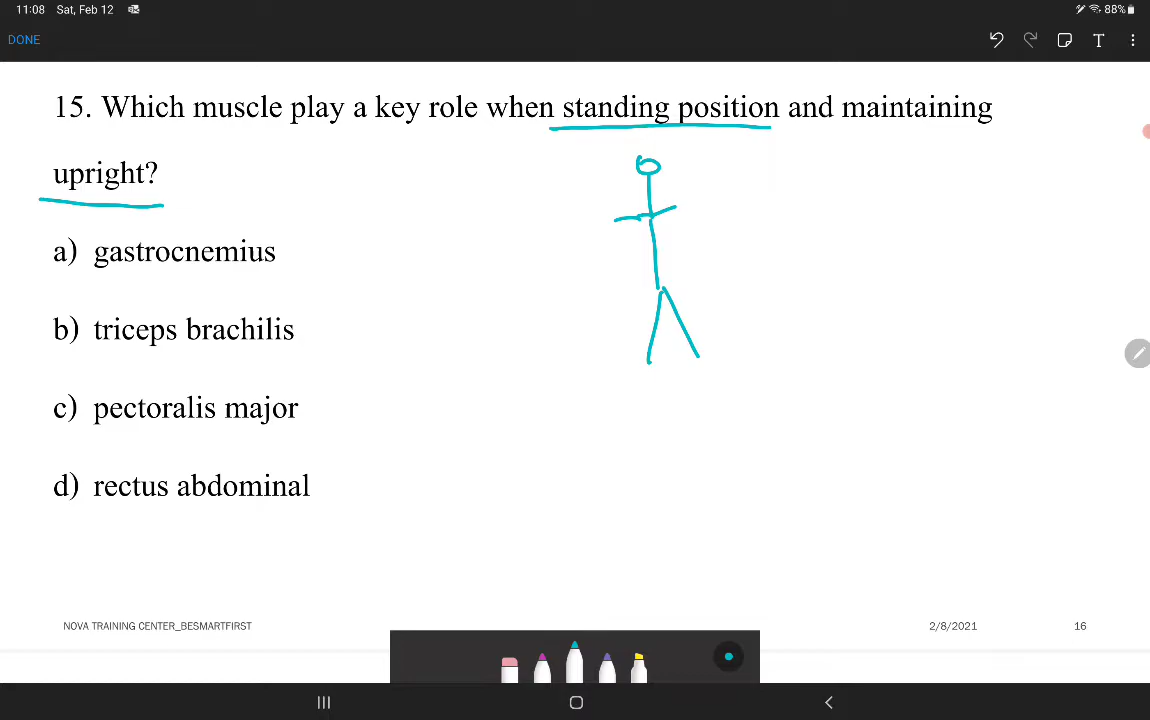 11:08 Sat, Feb 12 88%
DONE T
15. Which muscle play a key role when standing position and maintaining
upright?
a) gastrocnemius
b) triceps brachilis
c) pectoralis major
d) rectus abdominal
NOVA TRAINING CENTER_BESMARTFIRST 2/8/2021 16